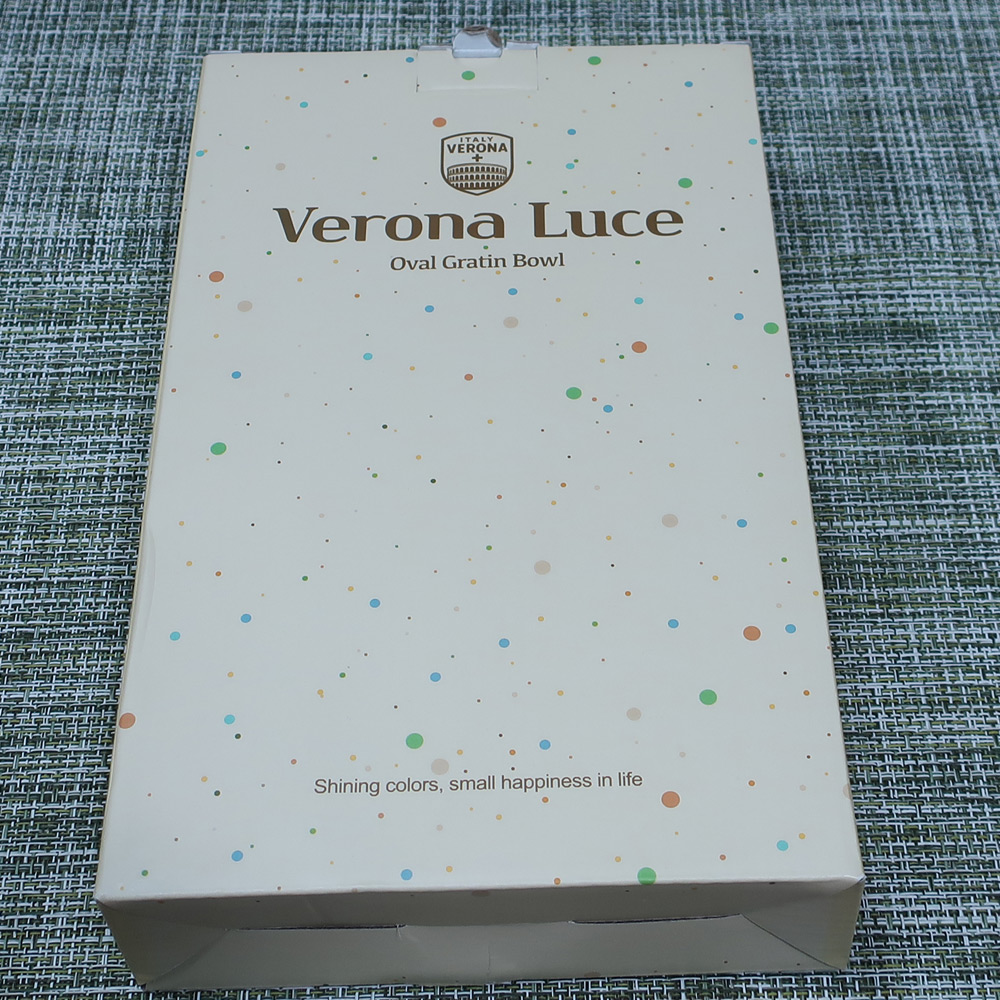 ITALY
VERONA
Verona Luce
Oval Gratin Bowl
Shining colors, small happiness in life